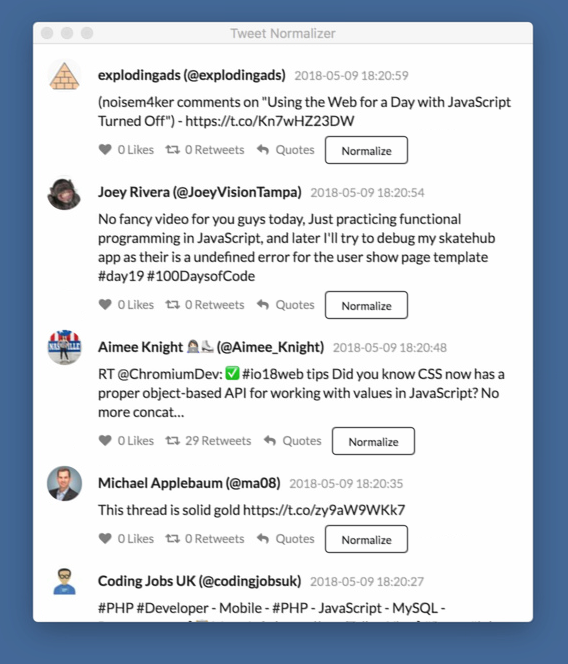 Tweet Normalizer
explodingads (@explodingads) 2018-05-09 18:20:59
(noisem4ker comments on "Using the Web for a Day with JavaScript
Turned Off") - https://t.co/Kn7wHZ23DW
0 Likes 0 Retweets Quotes Normalize
Joey Rivera (@JoeyVisionTampa) 2018-05-09 18:20:54
No fancy video for you guys today, Just practicing functional
programming in JavaScript, and later I'll try to debug my skatehub
app as their is a undefined error for the user show page template
#day19 #100DaysofCode
0 Likes 0 Retweets Quotes Normalize
Aimee Knight 👩🏻‍🔬⛸ (@Aimee_Knight) 2018-05-09 18:20:48
RT @ChromiumDev: ✅ #io18web tips Did you know CSS now has a
proper object-based API for working with values in JavaScript? No
more concat…
0 Likes 29 Retweets Quotes Normalize
Michael Applebaum (@ma08) 2018-05-09 18:20:35
This thread is solid gold https://t.co/zy9aW9WKk7
0 Likes 0 Retweets Quotes Normalize
Coding Jobs UK (@codingjobsuk) 2018-05-09 18:20:27
#PHP #Developer - Mobile - #PHP - JavaScript - MySQL -